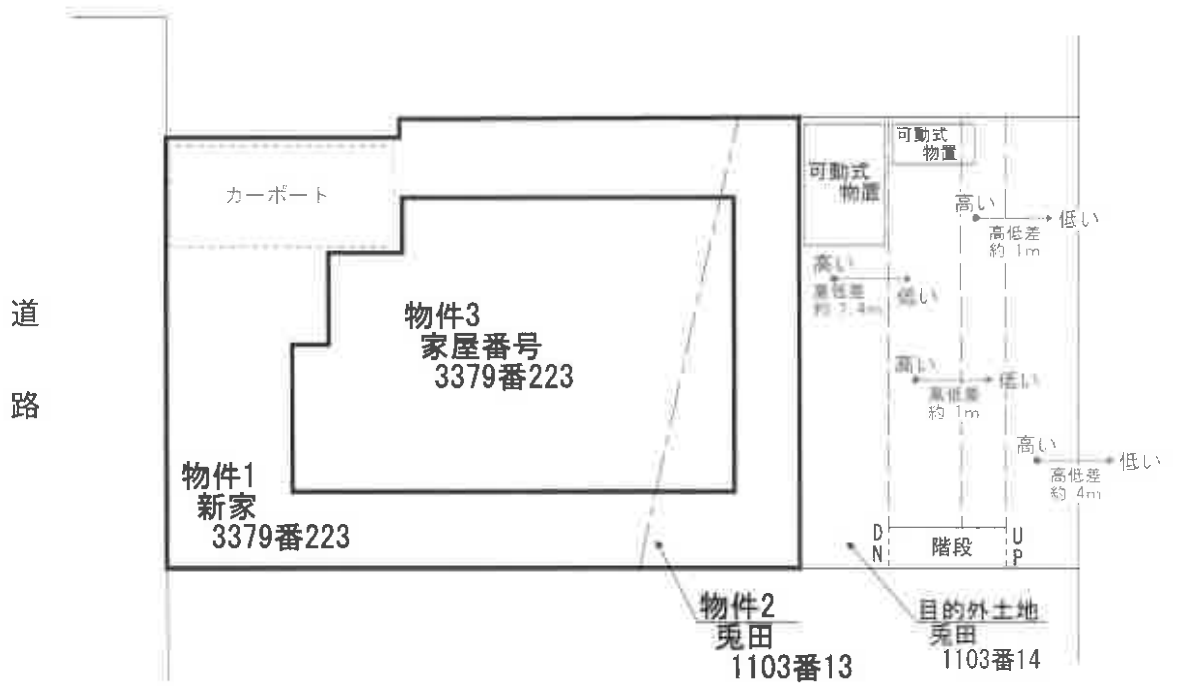 可動式
物置
可動式
物置
カーポート
高い
低い
高低差
約 1m
高い
低い
高低差
道
路
物件3
家屋番号
3379番223
高い
低い
高低差
約 1m
高い
低い
高低差
約 4m
物件1
新家
3379番223
DN
階段
UP
物件2
兎田
1103番13
目的外土地
兎田
1103番14